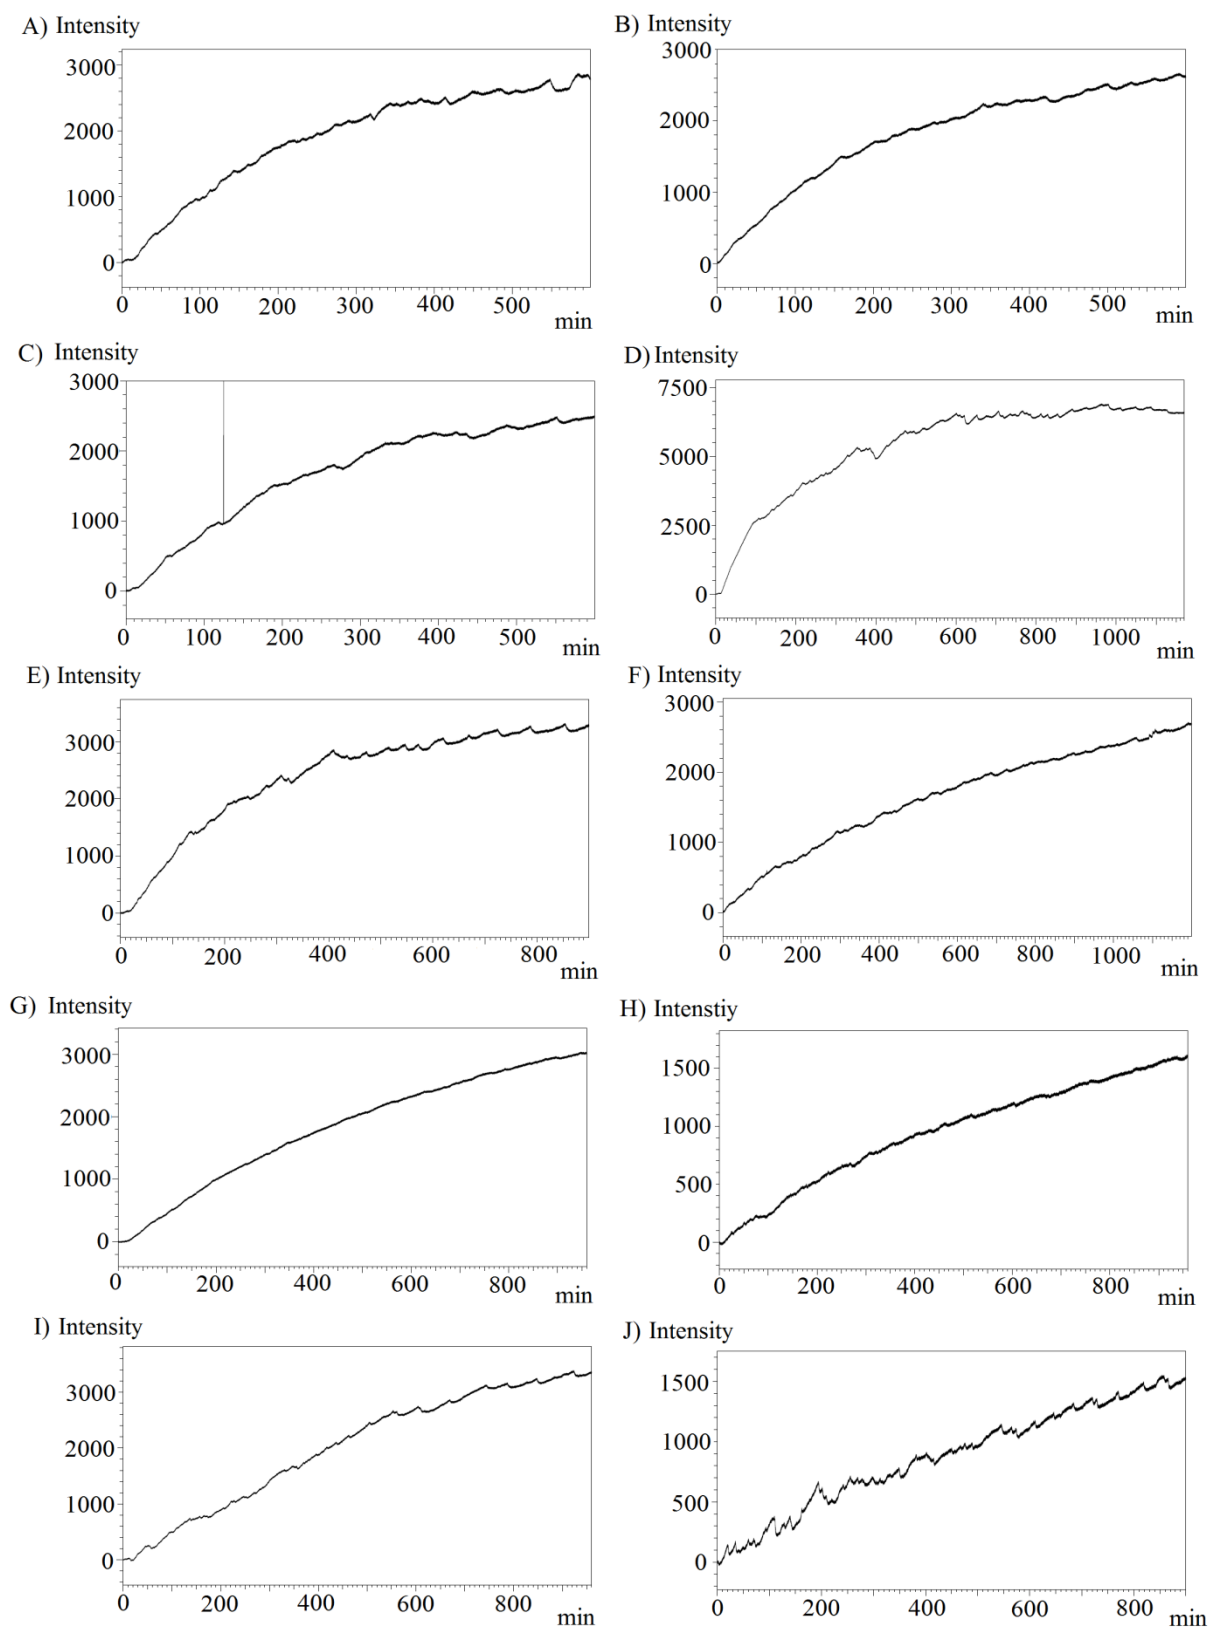 A) Intensity
3000
2000
1000
0
0 100 200 300 400 500
min
B) Intensity
3000
2000
1000
0
0 100 200 300 400 500
min
C) Intensity
3000
2000
1000
0
0 100 200 300 400 500
min
D) Intensity
7500
5000
2500
0
0 200 400 600 800 1000
min
E) Intensity
3000
2000
1000
0
0 200 400 600 800
min
F) Intensity
3000
2000
1000
0
0 200 400 600 800 1000
min
G) Intensity
3000
2000
1000
0
0 200 400 600 800
min
H) Intenstiy
1500
1000
500
0
0 200 400 600 800
min
I) Intensity
3000
2000
1000
0
0 200 400 600 800
min
J) Intensity
1500
1000
500
0
0 200 400 600 800
min